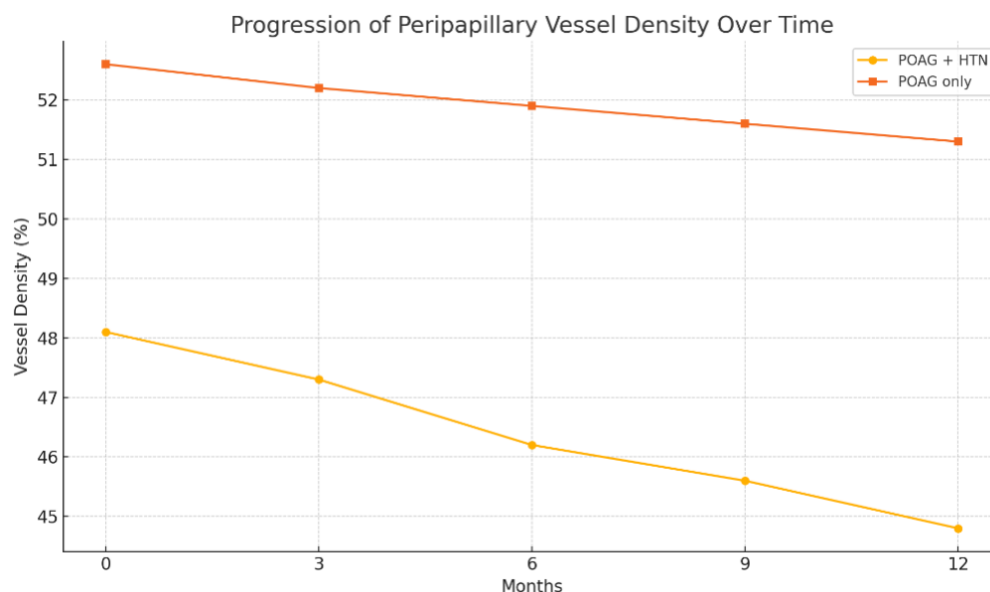 Progression of Peripapillary Vessel Density Over Time
POAG + HTN
POAG only
Vessel Density (%)
52
51
50
49
48
47
46
45
0 3 6 9 12
Months